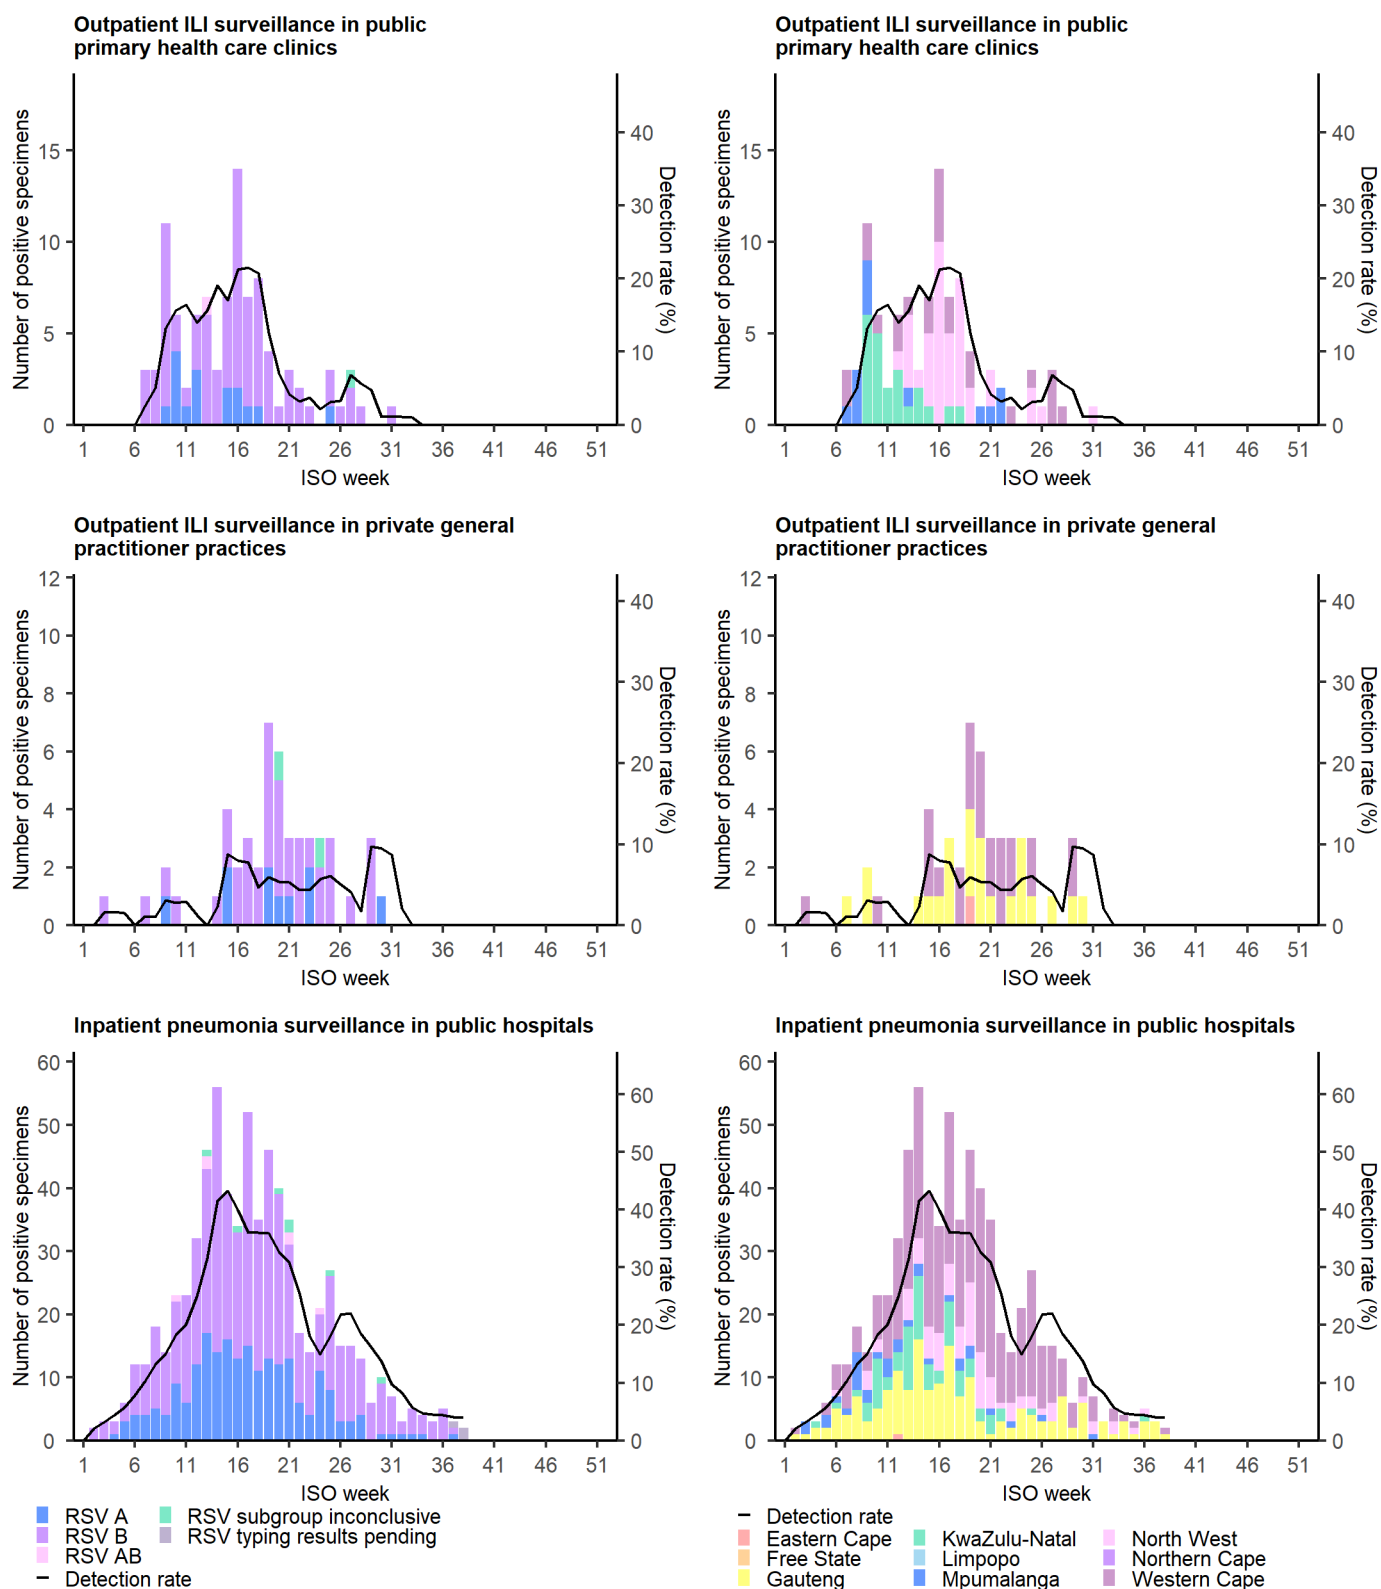 Outpatient ILI surveillance in public
primary health care clinics
Number of positive specimens
15
10
5
0
40
30
20
10
0
Detection rate (%)
1 6 11 16 21 26 31 36 41 46 51
ISO week
Outpatient ILI surveillance in public
primary health care clinics
Number of positive specimens
15
10
5
0
40
30
20
10
0
Detection rate (%)
1 6 11 16 21 26 31 36 41 46 51
ISO week
Outpatient ILI surveillance in private general
practitioner practices
Number of positive specimens
12
10
8
6
4
2
0
40
30
20
10
0
Detection rate (%)
1 6 11 16 21 26 31 36 41 46 51
ISO week
Outpatient ILI surveillance in private general
practitioner practices
Number of positive specimens
12
10
8
6
4
2
0
40
30
20
10
0
Detection rate (%)
1 6 11 16 21 26 31 36 41 46 51
ISO week
Inpatient pneumonia surveillance in public hospitals
Number of positive specimens
60
50
40
30
20
10
0
60
50
40
30
20
10
0
Detection rate (%)
1 6 11 16 21 26 31 36 41 46 51
ISO week
RSV A
RSV B
RSV AB
Detection rate
RSV subgroup inconclusive
RSV typing results pending
Inpatient pneumonia surveillance in public hospitals
Number of positive specimens
60
50
40
30
20
10
0
60
50
40
30
20
10
0
Detection rate (%)
1 6 11 16 21 26 31 36 41 46 51
ISO week
Detection rate
Eastern Cape
Free State
Gauteng
KwaZulu-Natal
Limpopo
Mpumalanga
North West
Northern Cape
Western Cape